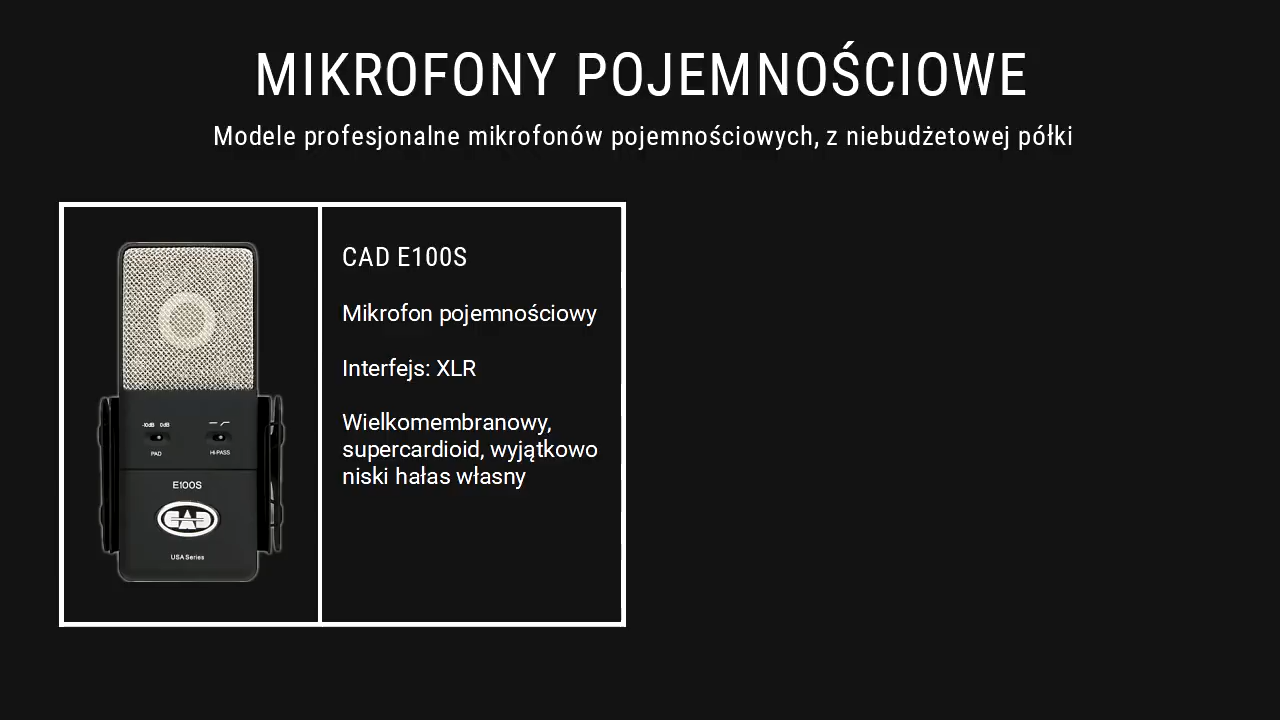 MIKROFONY POJEMNOŚCIOWE
Modele profesjonalne mikrofonów pojemnościowych, z niebudżetowej półki
CAD E100S
Mikrofon pojemnościowy
Interfejs: XLR
Wielkomembranowy,
supercardioid, wyjątkowo
niski hałas własny
-10dB 0dB
PAD HI-PASS
E100S
CAD
USA Series